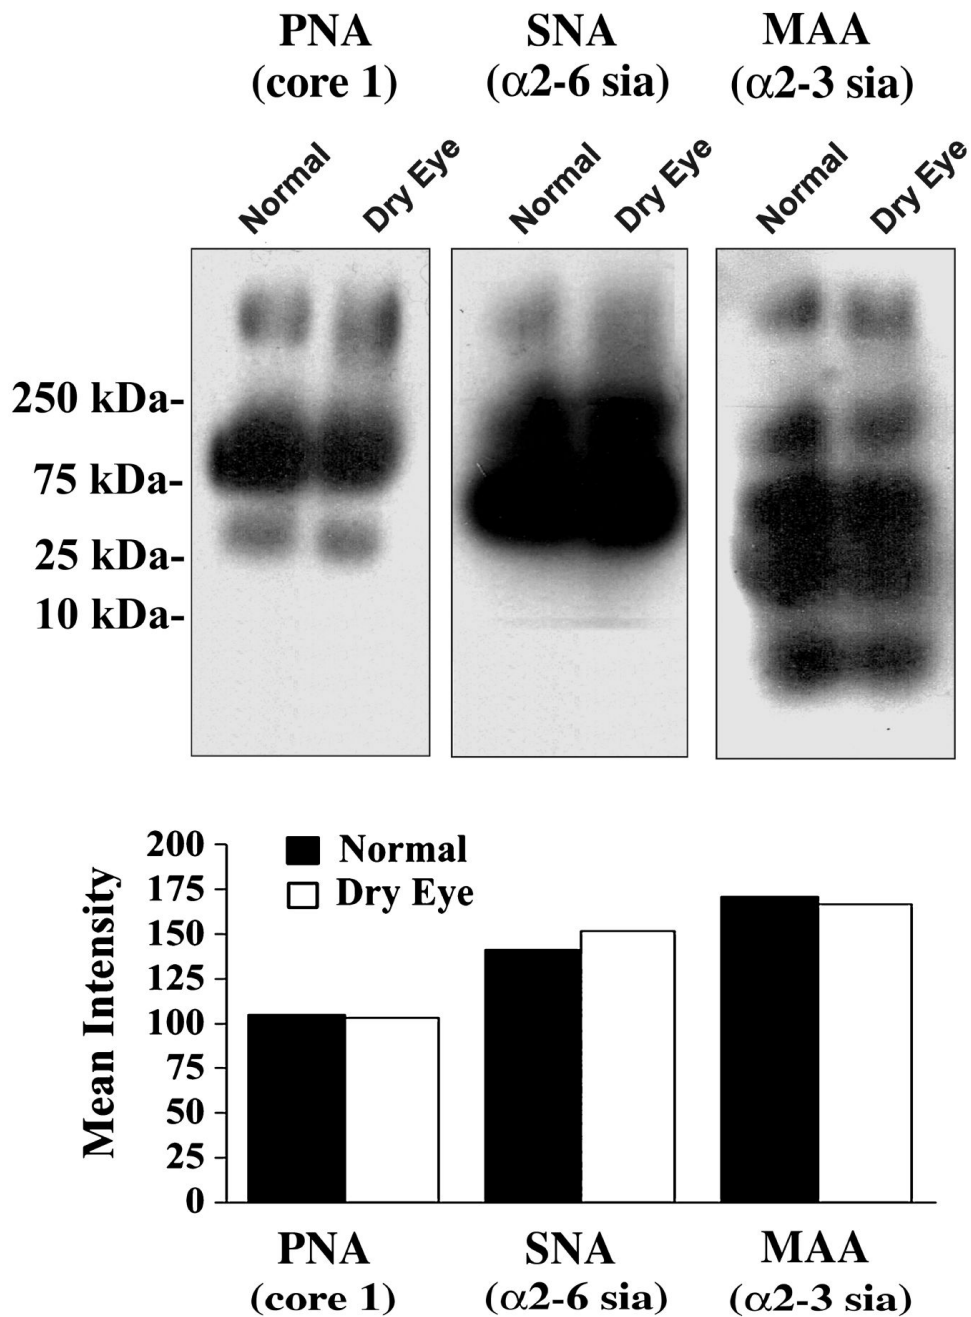 PNA SNA MAA
(core 1) (α2-6 sia) (α2-3 sia)
Normal Dry Eye Normal Dry Eye Normal Dry Eye
250 kDa-
75 kDa-
25 kDa-
10 kDa-
200
175
150
125
100
75
50
25
0
Mean Intensity
Normal
Dry Eye
PNA SNA MAA
(core 1) (α2-6 sia) (α2-3 sia)